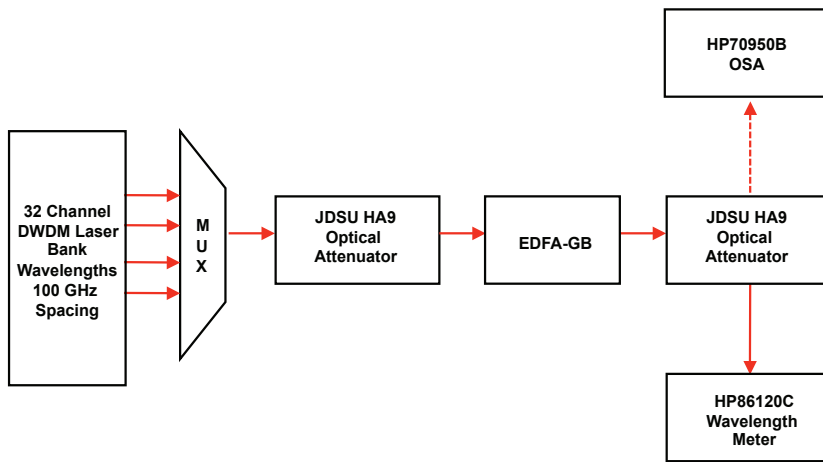 32 Channel
DWDM Laser
Bank
Wavelengths
100 GHz
Spacing
M
U
X
JDSU HA9
Optical
Attenuator
EDFA-GB
JDSU HA9
Optical
Attenuator
HP70950B
OSA
HP86120C
Wavelength
Meter